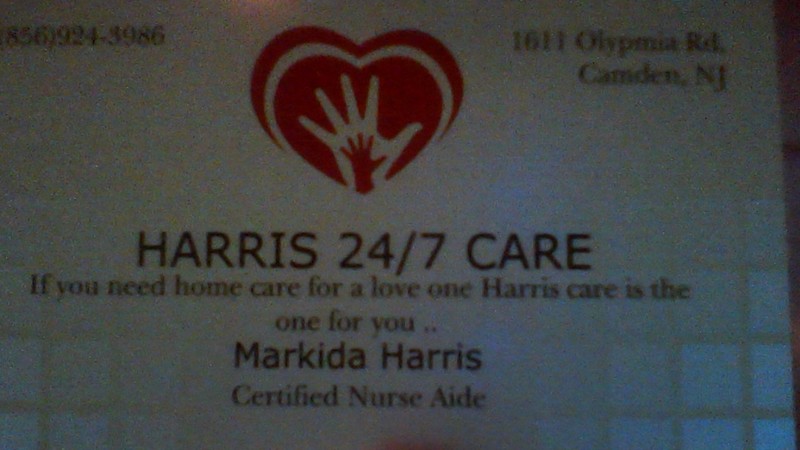 (856)924-3986
1611 Olypmia Rd.
Camden, NJ
HARRIS 24/7 CARE
If you need home care for a love one Harris care is the
one for you ..
Markida Harris
Certified Nurse Aide